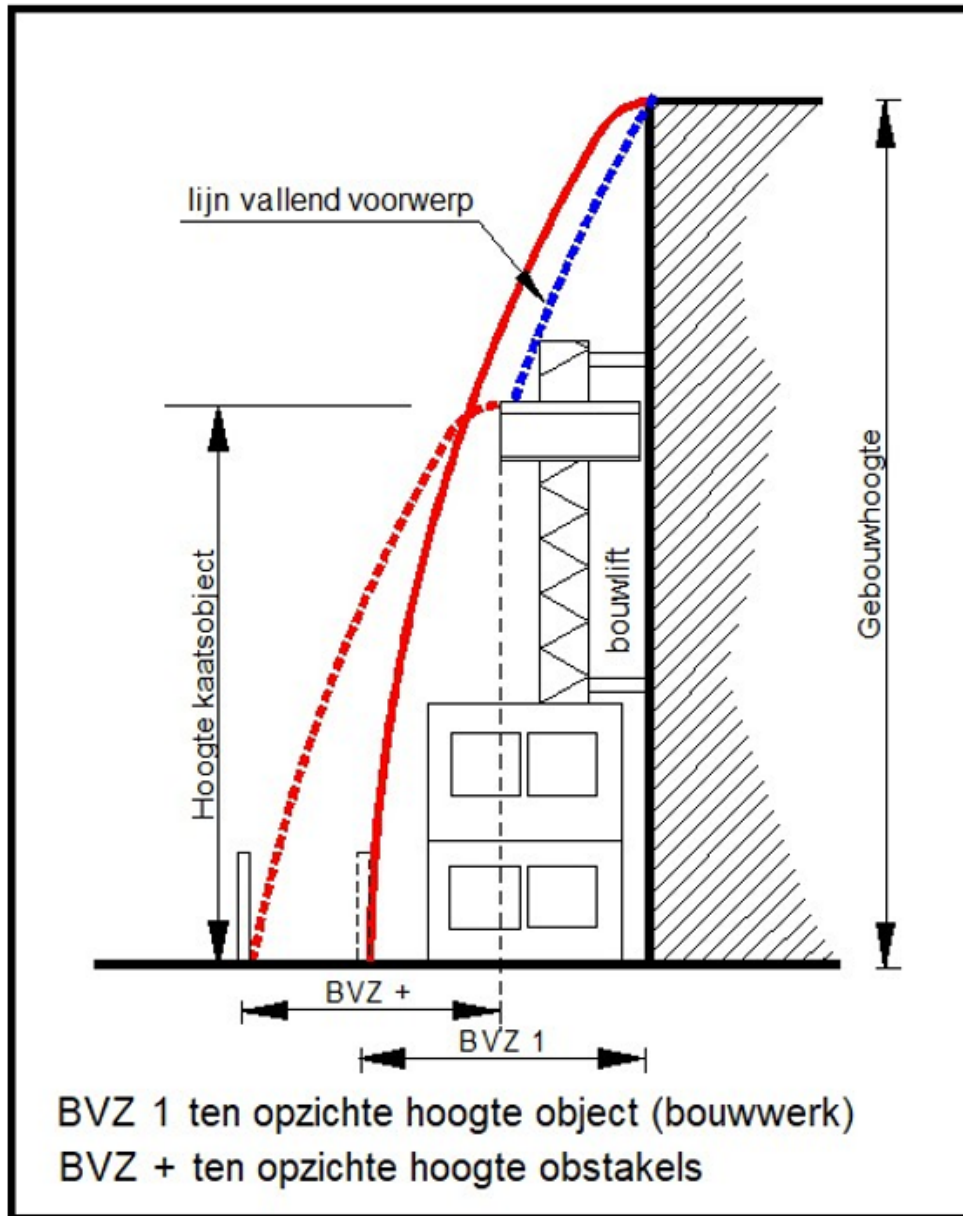 lijn vallend voorwerp
Hoogte kaatsobject
bouwlift
Gebouwhoogte
BVZ +
BVZ 1
BVZ 1 ten opzichte hoogte object (bouwwerk)
BVZ + ten opzichte hoogte obstakels